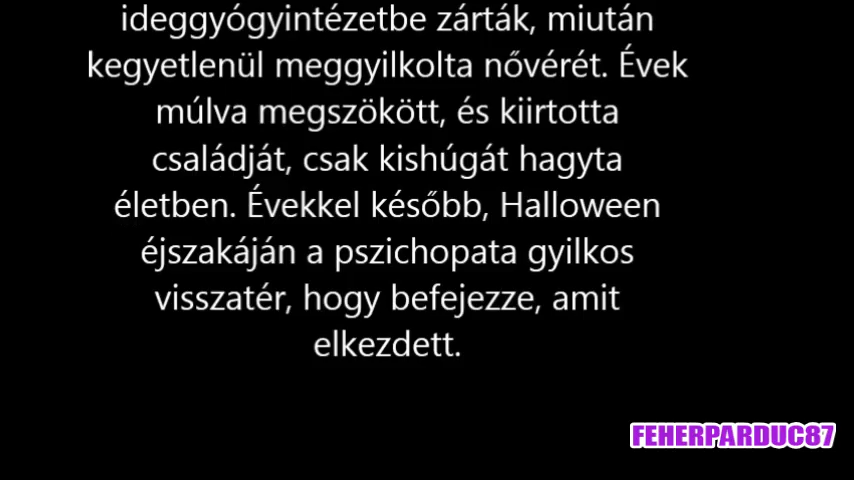 ideggyógyintézetbe zárták, miután
kegyetlenül meggyilkolta nővérét. Évek
múlva megszökött, és kiirtotta
családját, csak kishúgát hagyta
életben. Évekkel később, Halloween
éjszakáján a pszichopata gyilkos
visszatér, hogy befejezze, amit
elkezdett.
FEHERPARDUC87